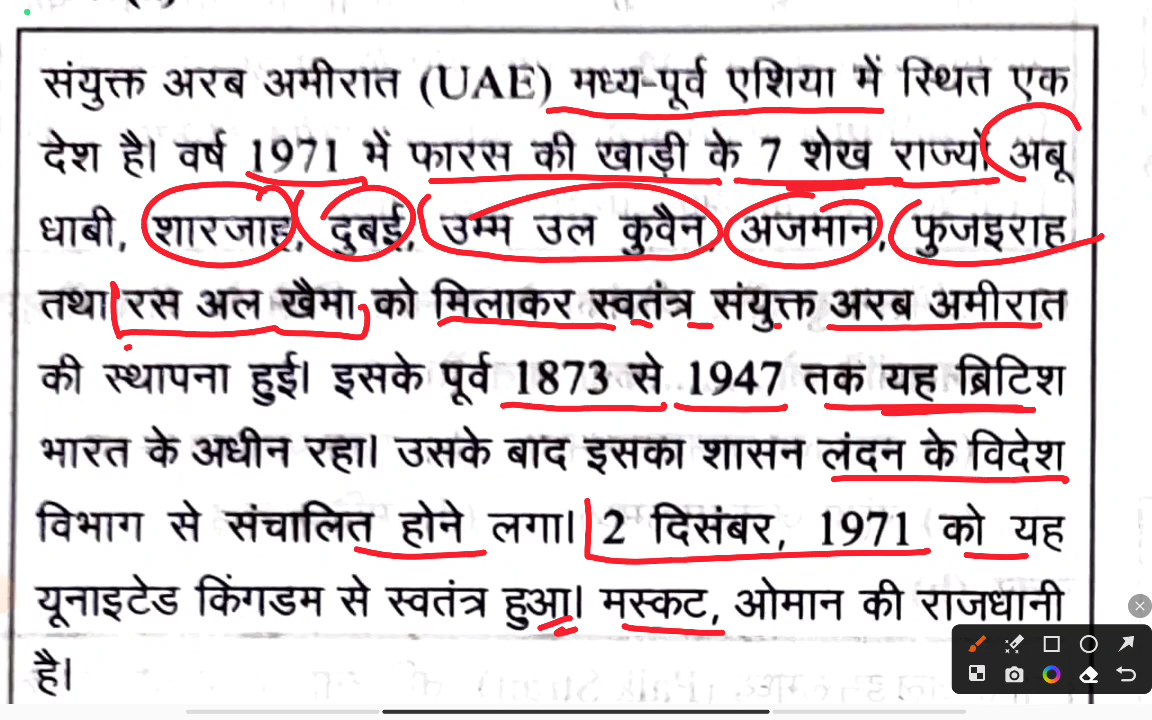 संयुक्त अरब अमीरात (UAE) मध्य-पूर्व एशिया में स्थित एक
देश है। वर्ष 1971 में फारस की खाड़ी के 7 शेख राज्यों अबू
धाबी, शारजाह, दुबई, उम्म उल कुवैन, अजमान, फुजइराह
तथा रस अल खैमा को मिलाकर स्वतंत्र संयुक्त अरब अमीरात
की स्थापना हुई। इसके पूर्व 1873 से 1947 तक यह ब्रिटिश
भारत के अधीन रहा। उसके बाद इसका शासन लंदन के विदेश
विभाग से संचालित होने लगा। 2 दिसंबर, 1971 को यह
यूनाइटेड किंगडम से स्वतंत्र हुआ। मस्कट, ओमान की राजधानी
है।